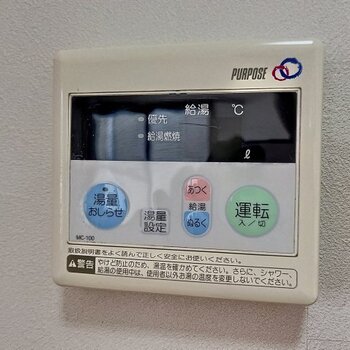 PURPOSE
給湯 ℃
優先
給湯燃焼
ℓ
湯量
おしらせ
湯量
設定
あつく
給湯
ぬるく
運転
入／切
MC-100
取扱説明書をよく読んで正しく安全にお使いください。
警告
やけど防止のため、湯温を確かめてください。さらに、シャワー、
給湯の使用中は、使用者以外お湯の温度を変更しないでください。